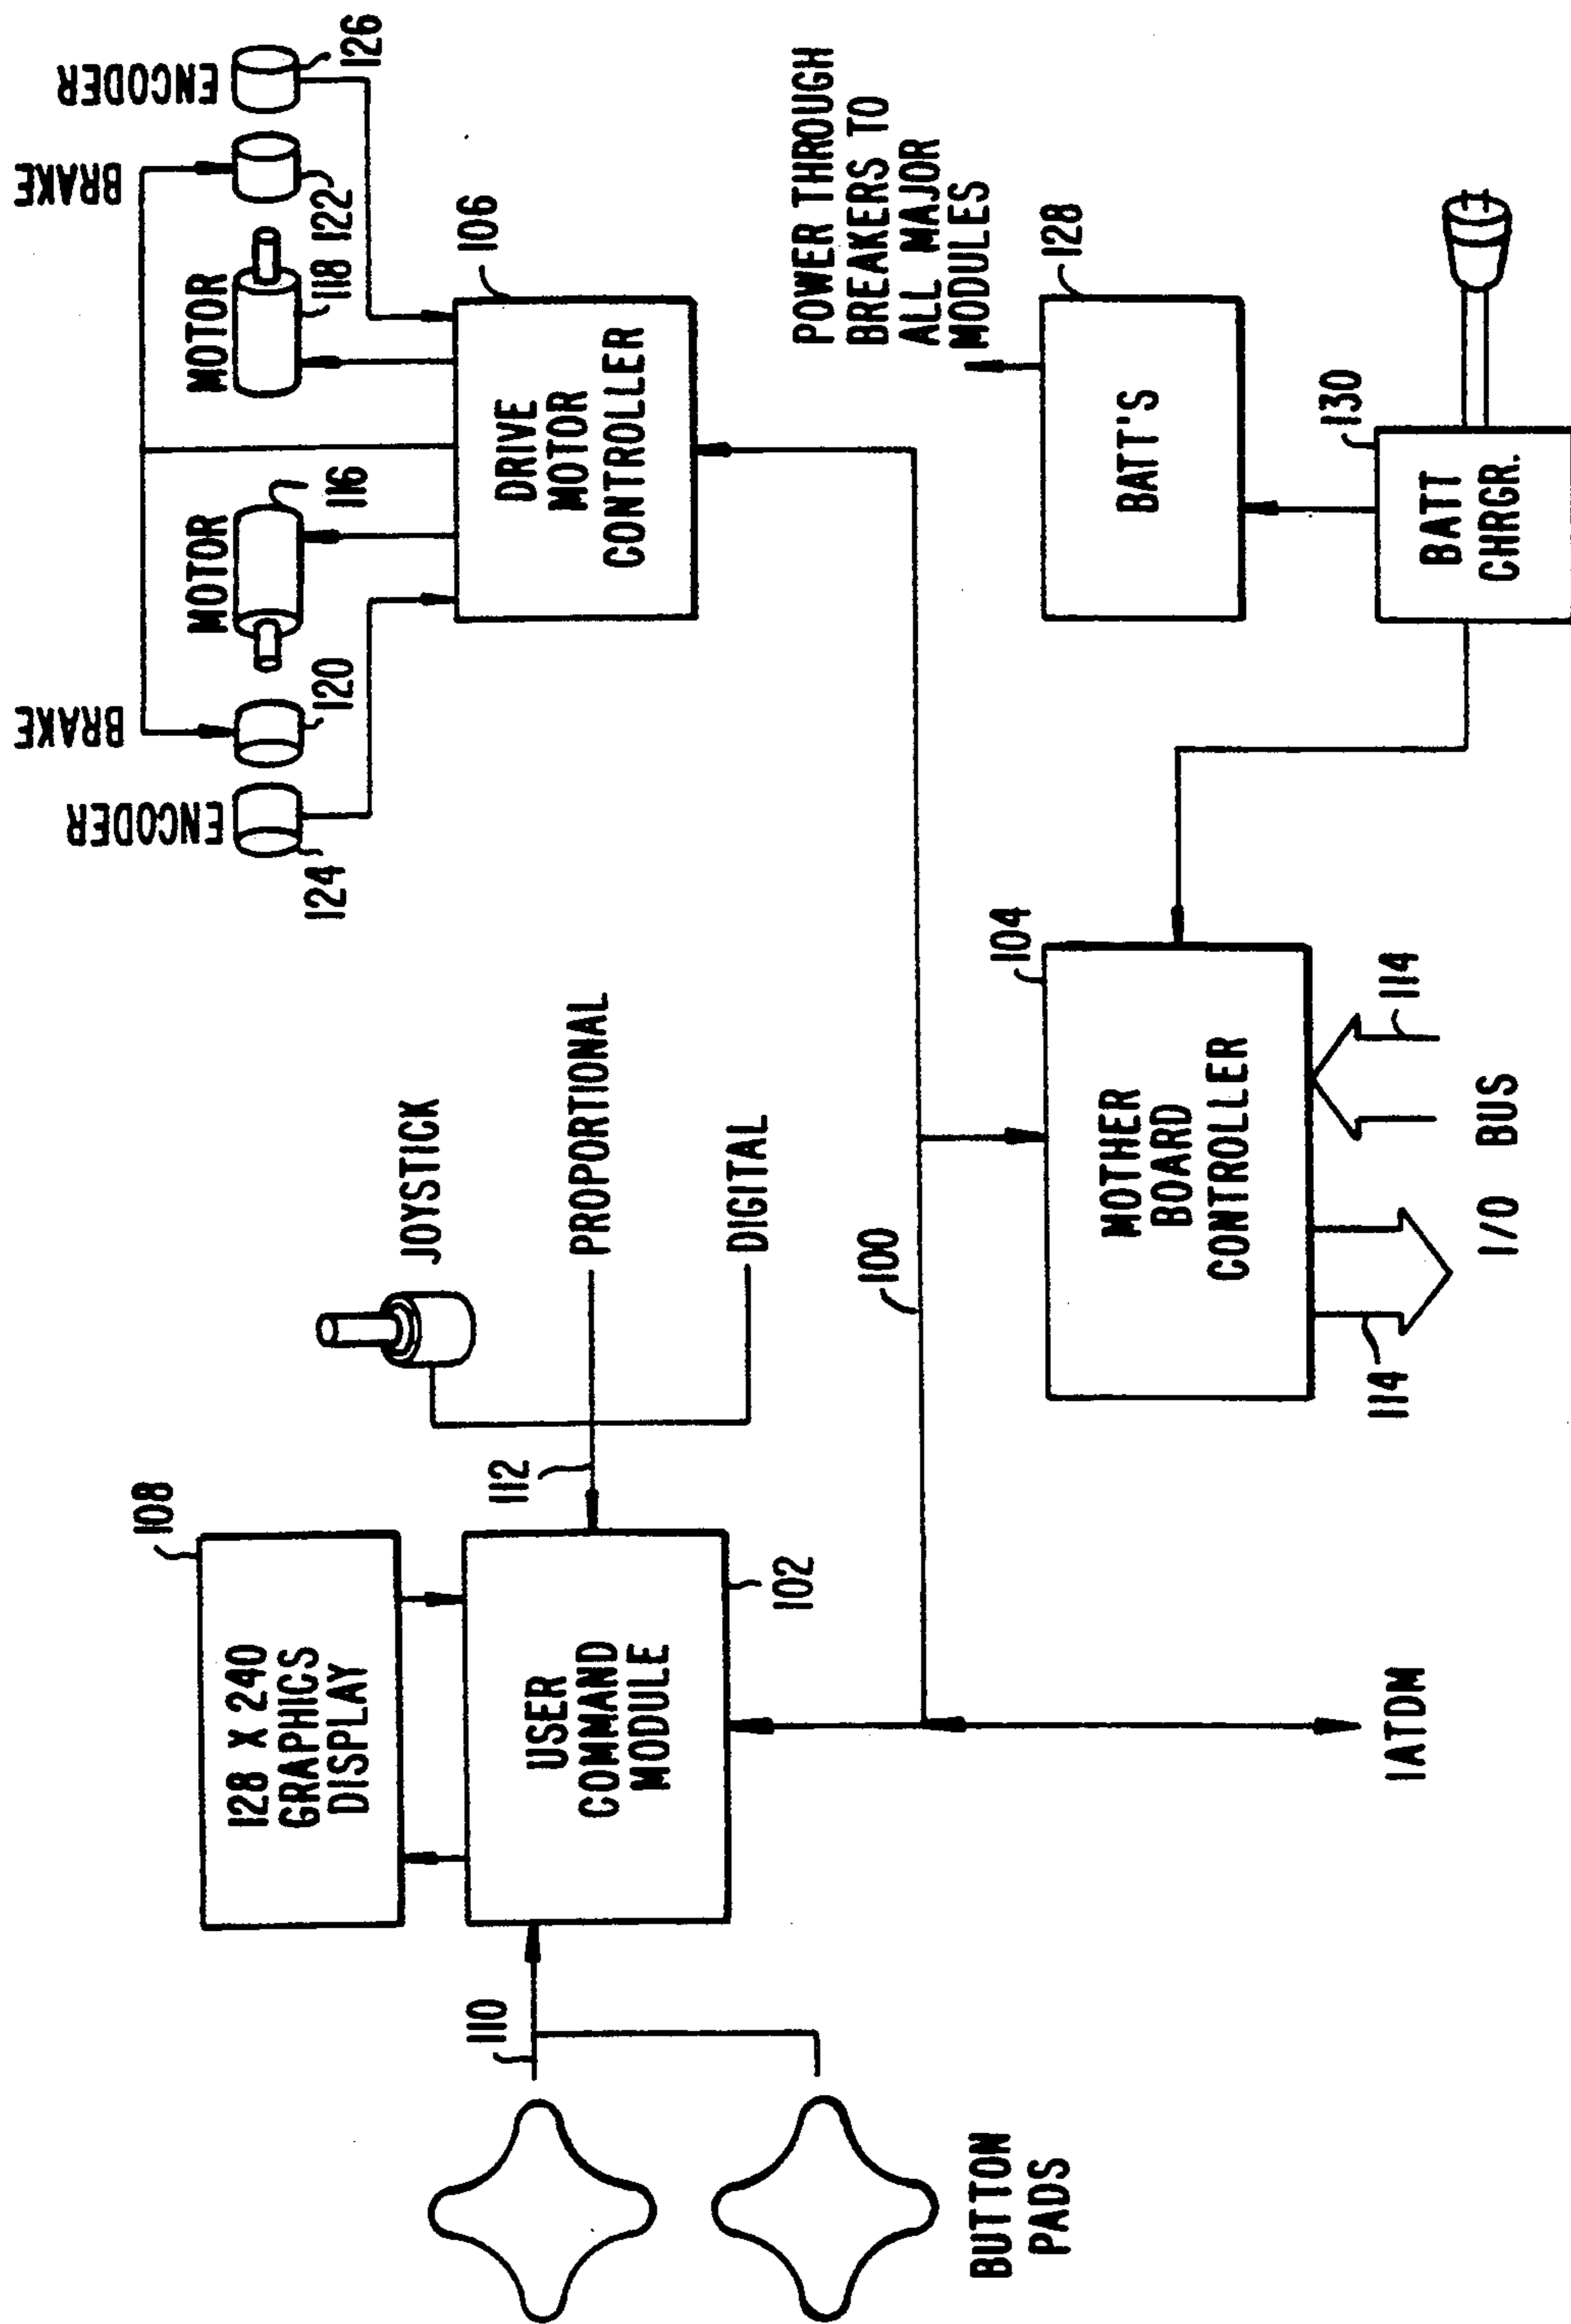 128 X 240
GRAPHICS
DISPLAY
108
110
BUTTON
PADS
USER
COMMAND
MODULE
102
112
JOYSTICK
PROPORTIONAL
DIGITAL
100
IATDM
ENCODER
BRAKE
MOTOR
MOTOR
BRAKE
ENCODER
124
120
116
118
122
126
DRIVE
MOTOR
CONTROLLER
106
MOTHER
BOARD
CONTROLLER
104
114
114
I/O BUS
POWER THROUGH
BREAKERS TO
ALL MAJOR
MODULES
BATT'S
128
BATT
CHRGR.
130